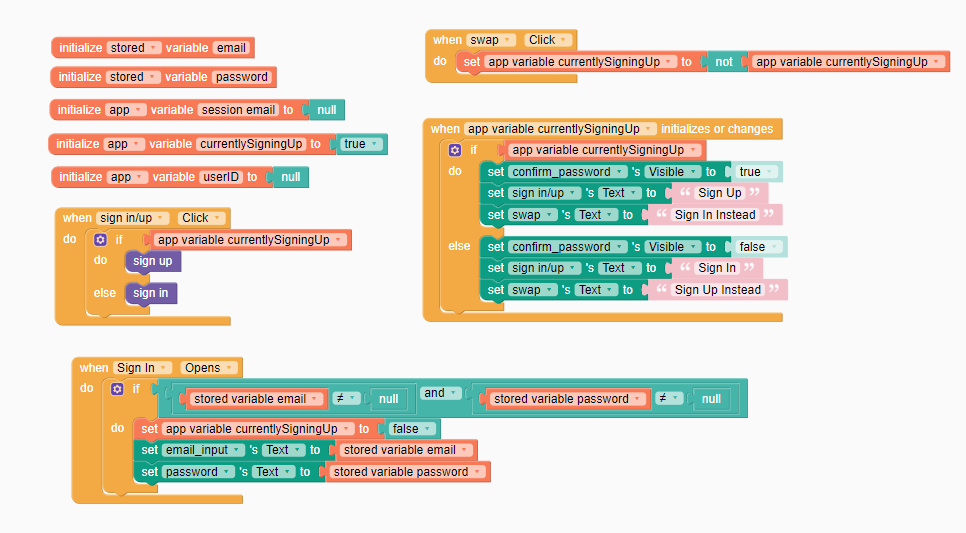 initialize stored variable email
initialize stored variable password
initialize app variable session email to null
initialize app variable currentlySigningUp to true
initialize app variable userID to null
when sign in/up Click
do if app variable currentlySigningUp
do sign up
else sign in
when swap Click
do set app variable currentlySigningUp to not app variable currentlySigningUp
when app variable currentlySigningUp initializes or changes
if app variable currentlySigningUp
do set confirm_password 's Visible to true
set sign in/up 's Text to “ Sign Up ”
set swap 's Text to “ Sign In Instead ”
else set confirm_password 's Visible to false
set sign in/up 's Text to “ Sign In ”
set swap 's Text to “ Sign Up Instead ”
when Sign In Opens
do if stored variable email ≠ null and stored variable password ≠ null
do set app variable currentlySigningUp to false
set email_input 's Text to stored variable email
set password 's Text to stored variable password